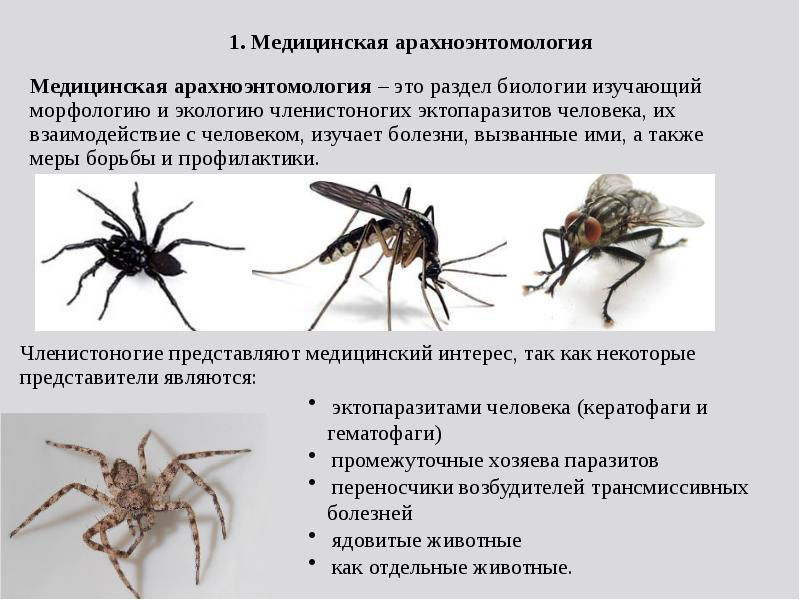 1. Медицинская арахноэнтомология
Медицинская арахноэнтомология – это раздел биологии изучающий
морфологию и экологию членистоногих эктопаразитов человека, их
взаимодействие с человеком, изучает болезни, вызванные ими, а также
меры борьбы и профилактики.
Членистоногие представляют медицинский интерес, так как некоторые
представители являются:
• эктопаразитами человека (кератофаги и
гематофаги)
• промежуточные хозяева паразитов
• переносчики возбудителей трансмиссивных
болезней
• ядовитые животные
• как отдельные животные.